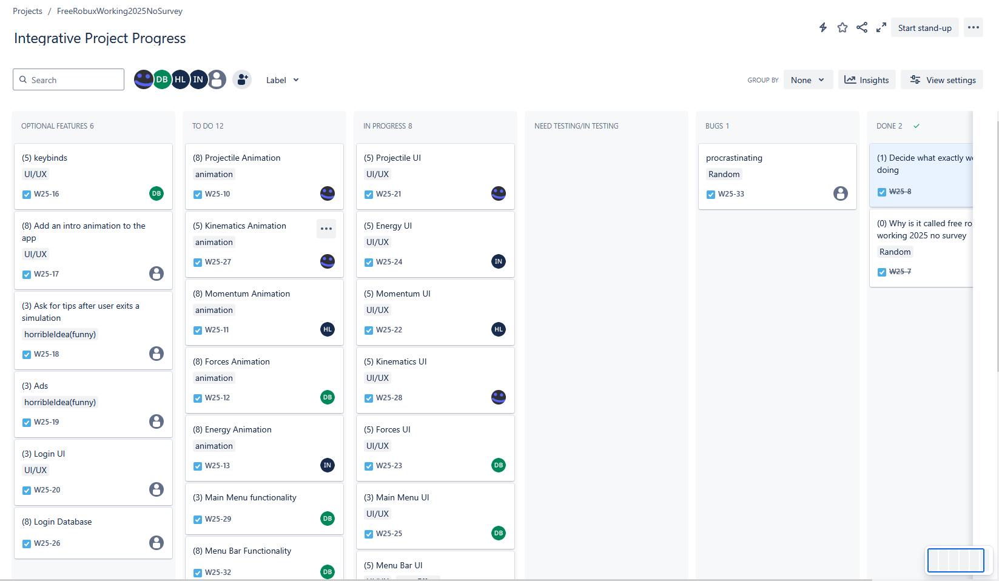 Projects / FreeRobuxWorking2025NoSurvey
Integrative Project Progress
Start stand-up
Search
DB
HL
IN
Label
GROUP BY
None
Insights
View settings
OPTIONAL FEATURES 6
(5) keybinds
UI/UX
W25-16
DB
(8) Add an intro animation to the
app
UI/UX
W25-17
(3) Ask for tips after user exits a
simulation
horribleIdea(funny)
W25-18
(3) Ads
horribleIdea(funny)
W25-19
(3) Login UI
UI/UX
W25-20
(8) Login Database
W25-26
TO DO 12
(8) Projectile Animation
animation
W25-10
(5) Kinematics Animation
animation
W25-27
(8) Momentum Animation
animation
W25-11
HL
(8) Forces Animation
animation
W25-12
DB
(8) Energy Animation
animation
W25-13
IN
(3) Main Menu functionality
W25-29
DB
(8) Menu Bar Functionality
W25-32
DB
IN PROGRESS 8
(5) Projectile UI
UI/UX
W25-21
(5) Energy UI
UI/UX
W25-24
IN
(5) Momentum UI
UI/UX
W25-22
HL
(5) Kinematics UI
UI/UX
W25-28
(5) Forces UI
UI/UX
W25-23
DB
(3) Main Menu UI
UI/UX
W25-25
DB
(5) Menu Bar UI
NEED TESTING/IN TESTING
BUGS 1
procrastinating
Random
W25-33
DONE 2
(1) Decide what exactly
doing
W25-8
(0) Why is it called free
working 2025 no survey
Random
W25-7